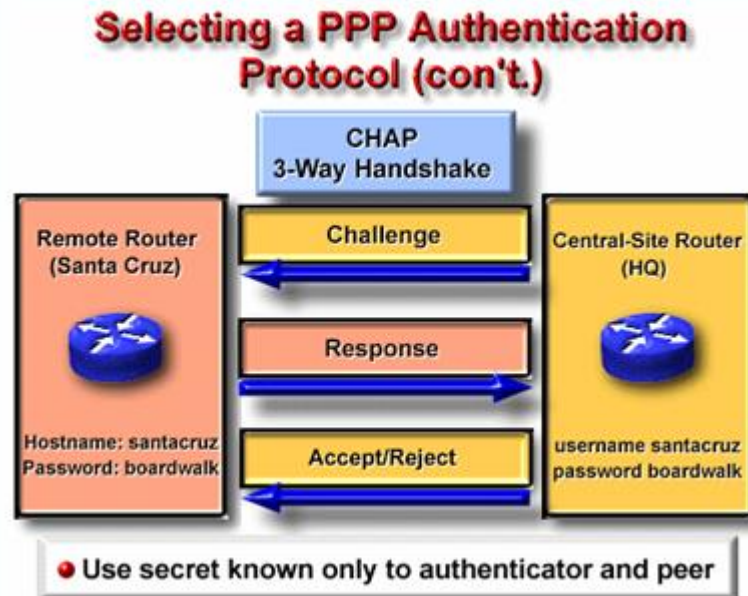 Selecting a PPP Authentication
Protocol (con't.)
CHAP
3-Way Handshake
Remote Router
(Santa Cruz)
Hostname: santacruz
Password: boardwalk
Challenge
Response
Accept/Reject
Central-Site Router
(HQ)
username santacruz
password boardwalk
Use secret known only to authenticator and peer